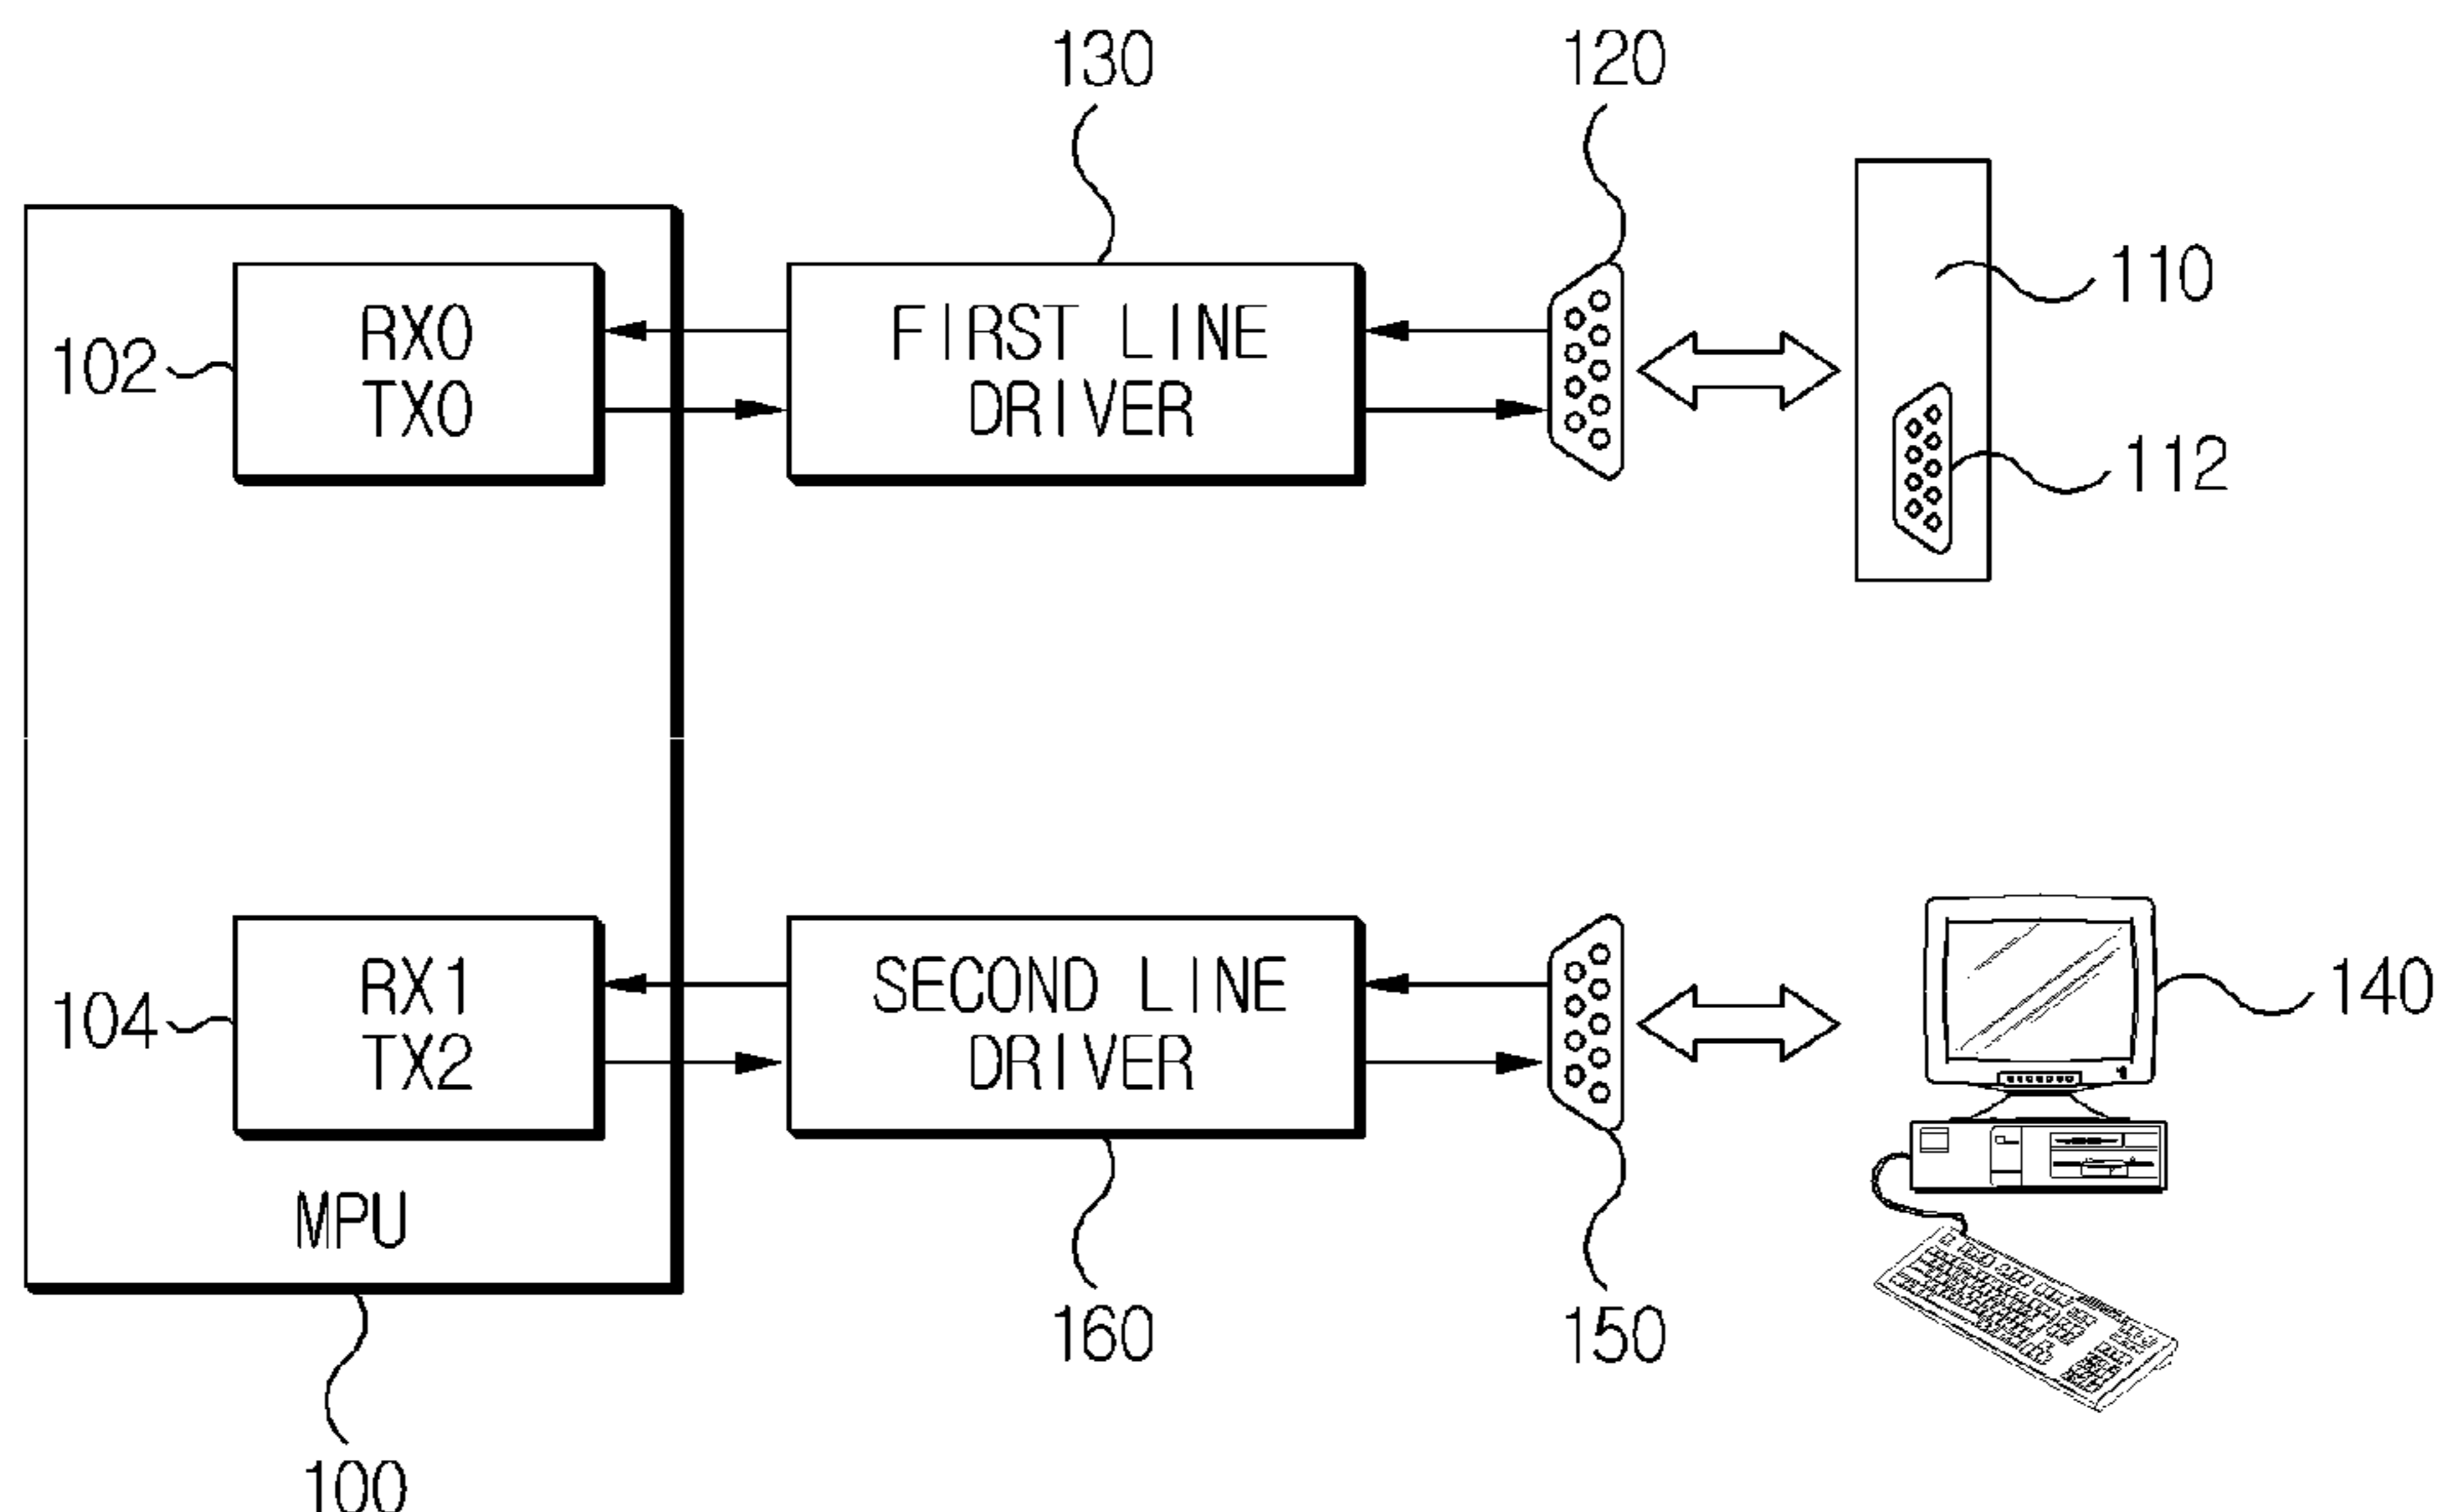 130
120
110
RX0
TX0
FIRST LINE
DRIVER
102
112
RX1
TX2
SECOND LINE
DRIVER
104
140
MPU
160
150
100